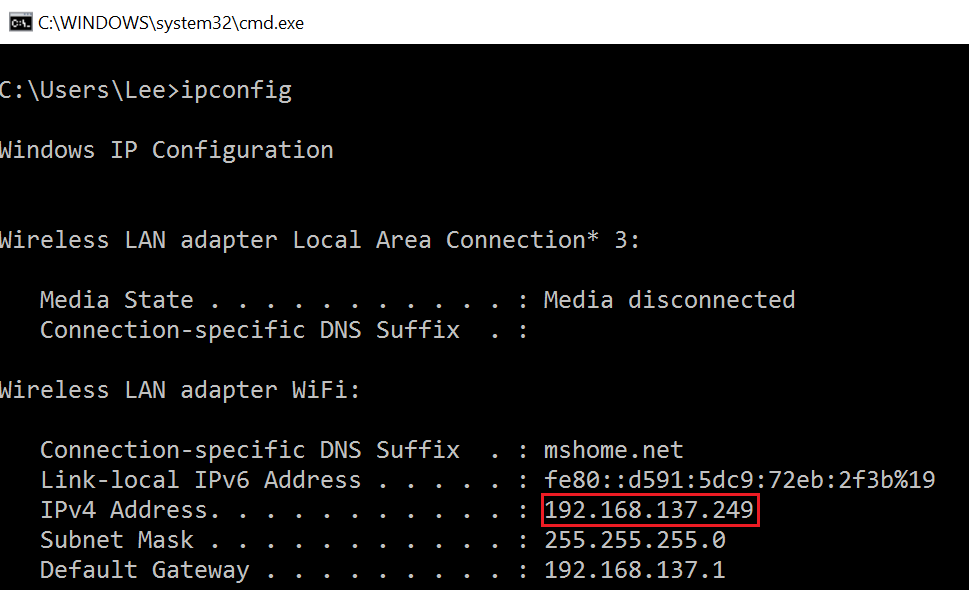 C:\WINDOWS\system32\cmd.exe
C:\Users\Lee>ipconfig
Windows IP Configuration
Wireless LAN adapter Local Area Connection* 3:
Media State . . . . . . . . . . . : Media disconnected
Connection-specific DNS Suffix  . :
Wireless LAN adapter WiFi:
Connection-specific DNS Suffix  . : mshome.net
Link-local IPv6 Address . . . . . : fe80::d591:5dc9:72eb:2f3b%19
IPv4 Address. . . . . . . . . . . : 192.168.137.249
Subnet Mask . . . . . . . . . . . : 255.255.255.0
Default Gateway . . . . . . . . . : 192.168.137.1